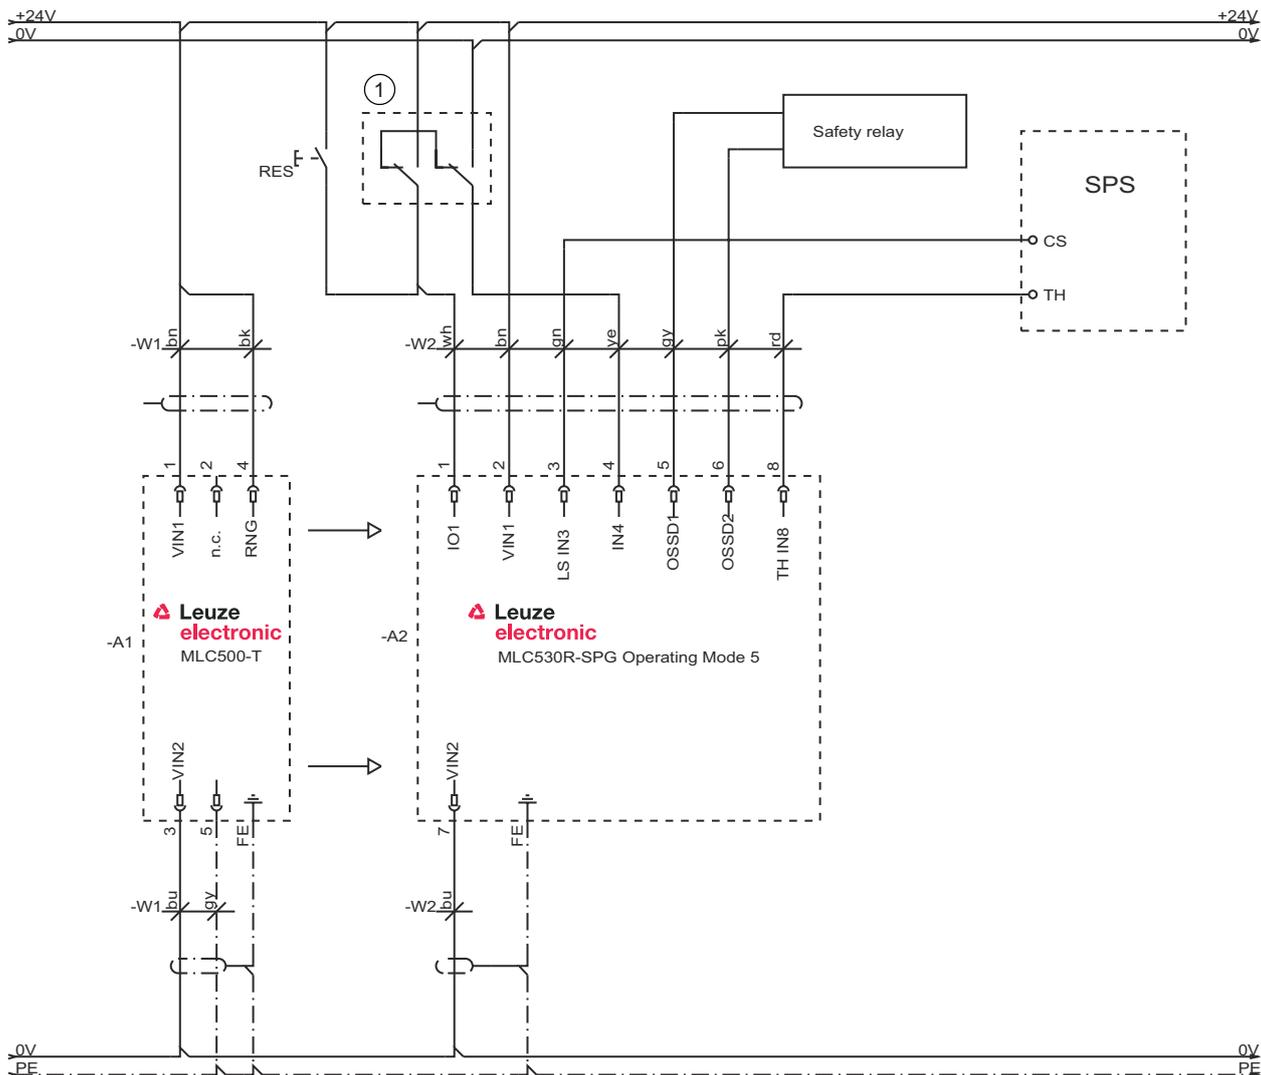 +24V
+24V
0V
0V
1
Safety relay
RES
SPS
CS
TH
-W1
bn
bk
-W2
wh
bn
gn
ye
gy
pk
rd
1
2
4
1
2
3
4
5
6
8
VIN1
n.c.
RNG
IO1
VIN1
LS IN3
IN4
OSSD1
OSSD2
TH IN8
Leuze
electronic
MLC500-T
-A1
Leuze
electronic
MLC530R-SPG Operating Mode 5
-A2
VIN2
VIN2
3
5
FE
7
FE
-W1
bu
gy
-W2
bu
0V
0V
PE
PE